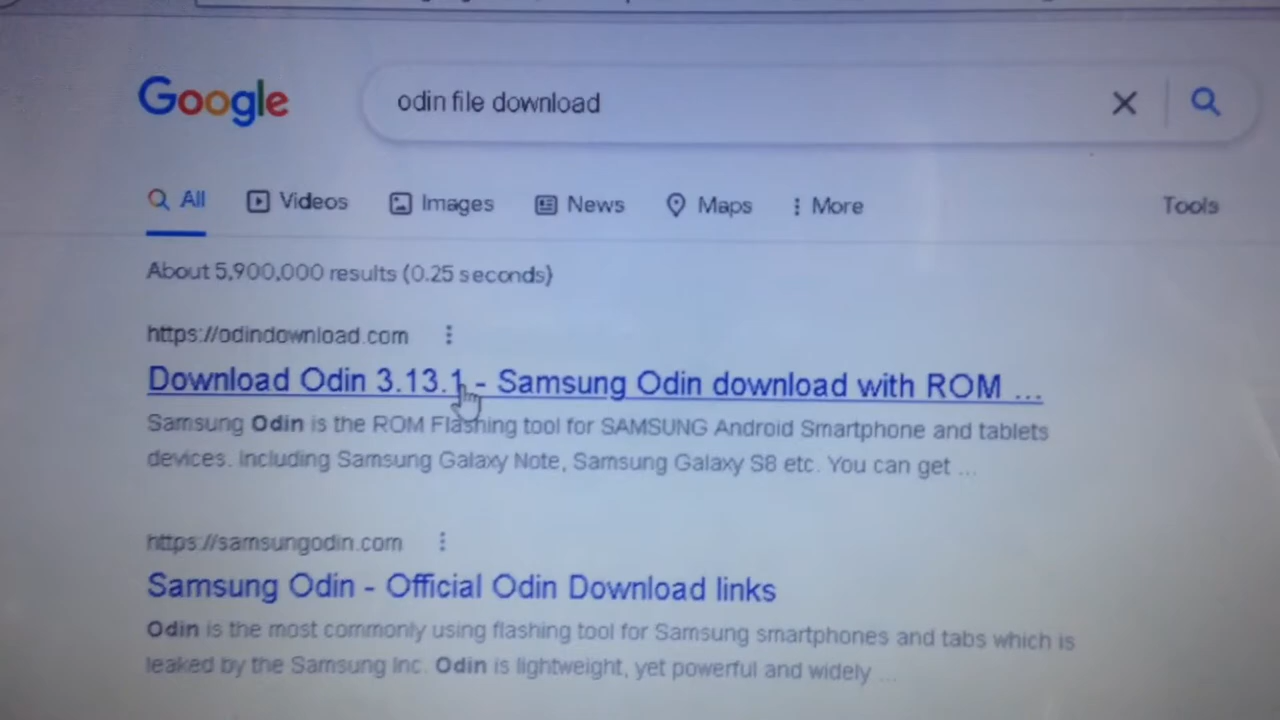 Google
odin file download
All Videos Images News Maps More Tools
About 5,900,000 results (0.25 seconds)
https://odindownload.com
Download Odin 3.13.1 - Samsung Odin download with ROM ...
Samsung Odin is the ROM Flashing tool for SAMSUNG Android Smartphone and tablets
devices. Including Samsung Galaxy Note, Samsung Galaxy S8 etc. You can get ...
https://samsungodin.com
Samsung Odin - Official Odin Download links
Odin is the most commonly using flashing tool for Samsung smartphones and tabs which is
leaked by the Samsung Inc. Odin is lightweight, yet powerful and widely ...